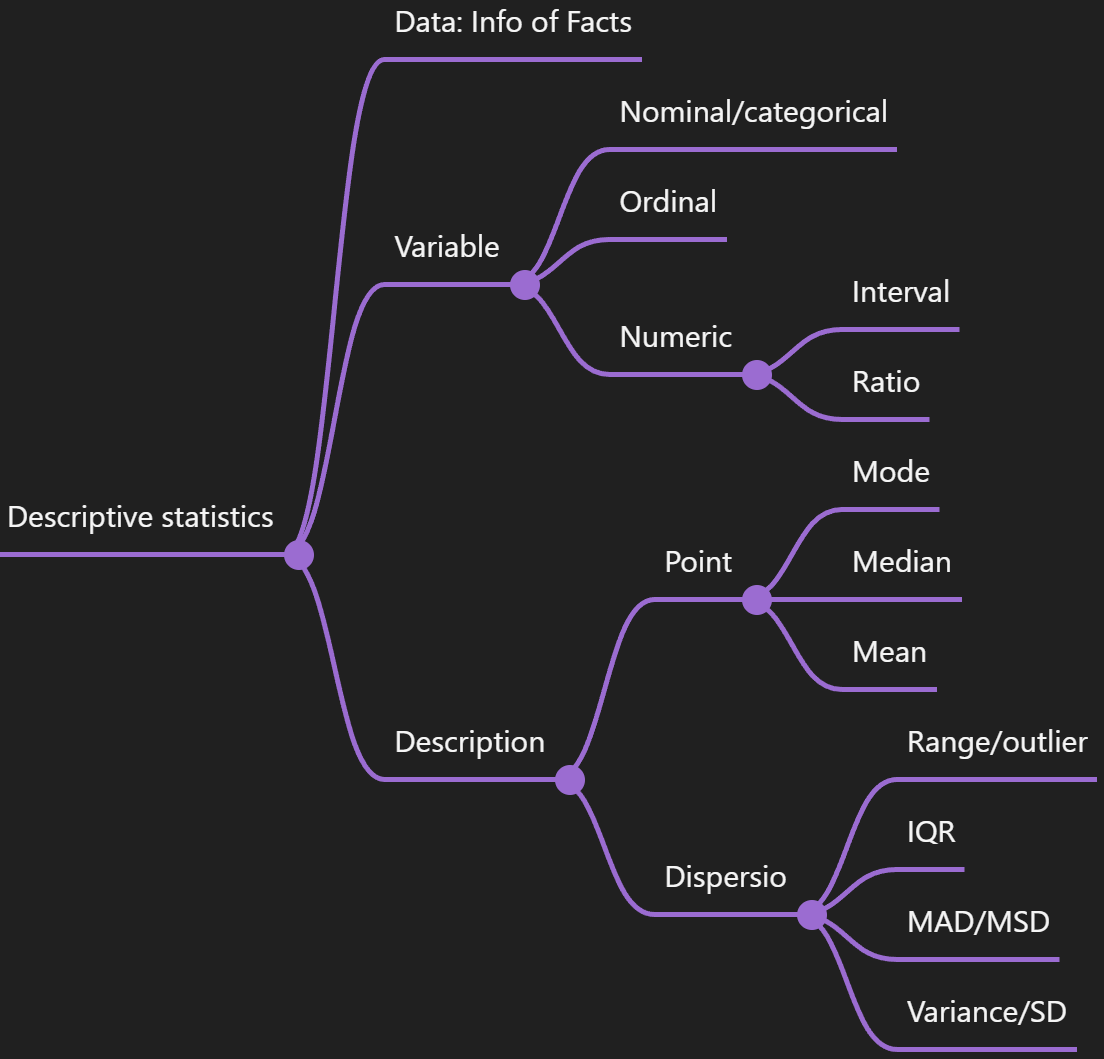 Data: Info of Facts
Nominal/categorical
Ordinal
Variable
Interval
Numeric
Ratio
Mode
Descriptive statistics
Point
Median
Mean
Description
Range/outlier
IQR
Dispersio
MAD/MSD
Variance/SD